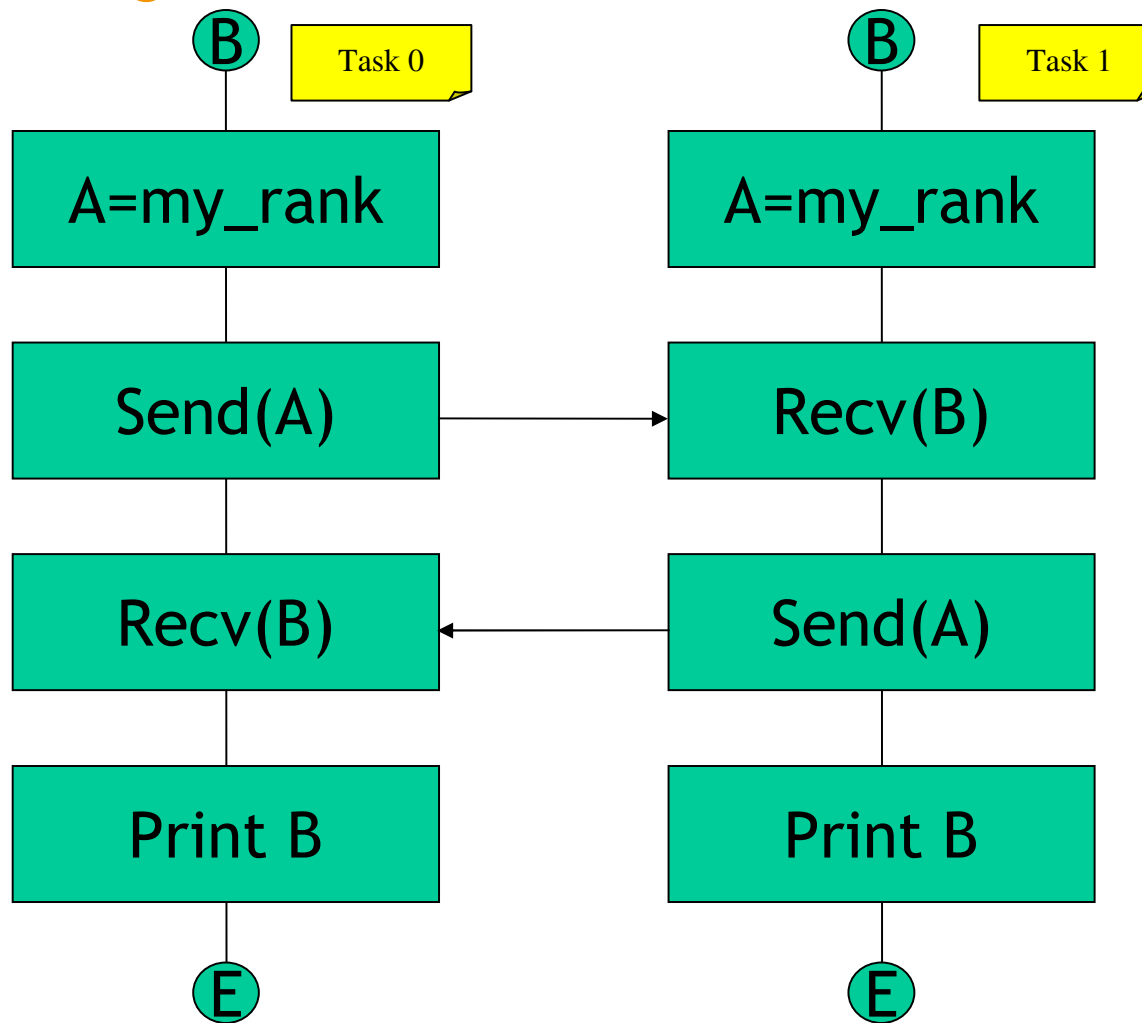 B
Task 0
A=my_rank
Send(A)
Recv(B)
Print B
E
B
Task 1
A=my_rank
Recv(B)
Send(A)
Print B
E